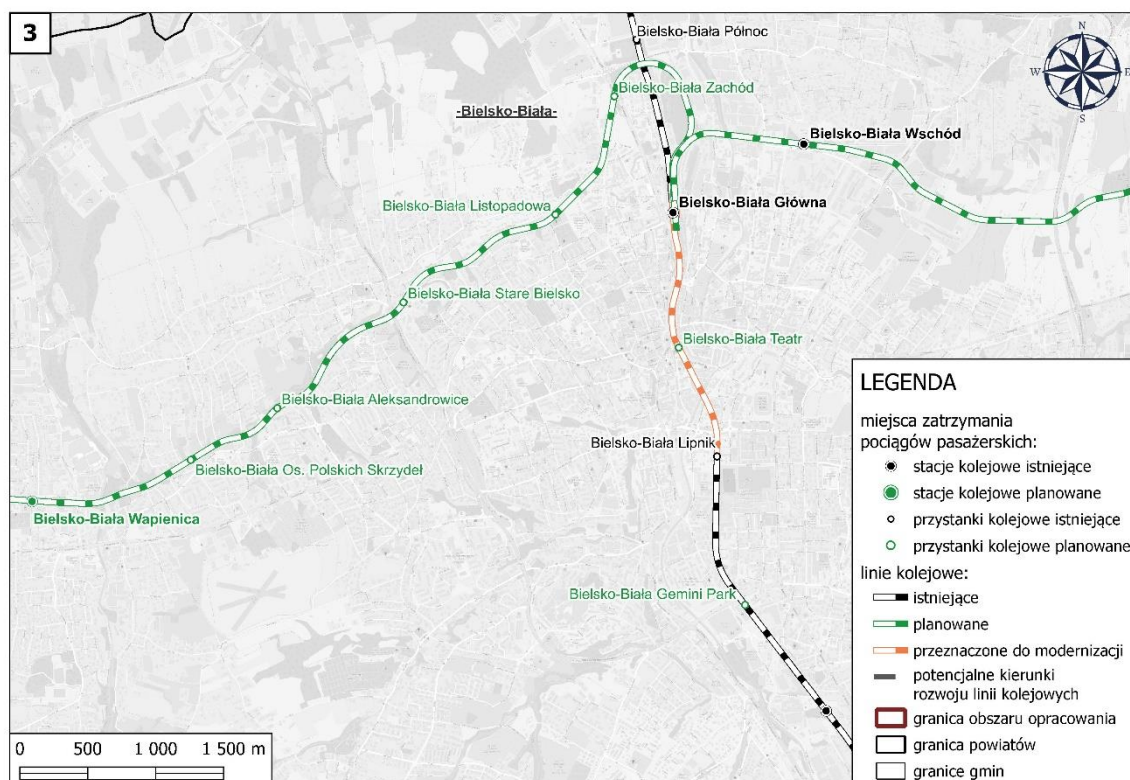 3
Bielsko-Biała Północ
N
W
E
S
Bielsko-Biała Zachód
-Bielsko-Biała-
Bielsko-Biała Wschód
Bielsko-Biała Listopadowa
Bielsko-Biała Główna
Bielsko-Biała Stare Bielsko
Bielsko-Biała Teatr
Bielsko-Biała Aleksandrowice
Bielsko-Biała Lipnik
Bielsko-Biała Os. Polskich Skrzydeł
Bielsko-Biała Wapienica
Bielsko-Biała Gemini Park
LEGENDA
miejsca zatrzymania
pociągów pasażerskich:
stacje kolejowe istniejące
stacje kolejowe planowane
przystanki kolejowe istniejące
przystanki kolejowe planowane
linie kolejowe:
istniejące
planowane
przeznaczone do modernizacji
potencjalne kierunki
rozwoju linii kolejowych
granica obszaru opracowania
granica powiatów
granice gmin
0 500 1 000 1 500 m